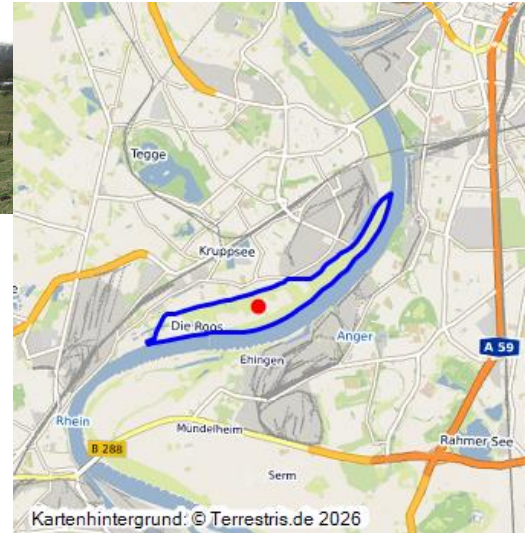 Tegge
Kruppsee
Die Roos
Anger
A 59
Ehingen
Rhein
Mündelheim
B 288
Rahmer See
Serm
Kartenhintergrund: © Terrestris.de 2026